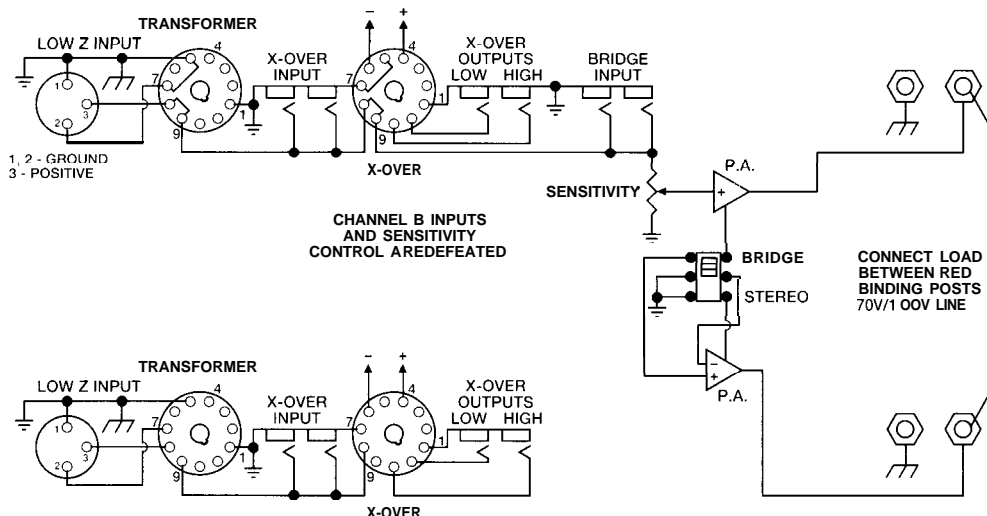 TRANSFORMER
4
LOW Z INPUT
7
1
3
2
9
1
1, 2 - GROUND
3 - POSITIVE
X-OVER
INPUT
-
+
4
7
1
9
X-OVER
X-OVER
OUTPUTS
LOW HIGH
BRIDGE
INPUT
SENSITIVITY
P.A.
+
CHANNEL B INPUTS
AND SENSITIVITY
CONTROL AREDEFEATED
BRIDGE
STEREO
CONNECT LOAD
BETWEEN RED
BINDING POSTS
70V/1 OOV LINE
-
+
P.A.
TRANSFORMER
4
LOW Z INPUT
7
1
3
2
9
1
X-OVER
INPUT
-
+
4
7
1
9
X-OVER
X-OVER
OUTPUTS
LOW HIGH